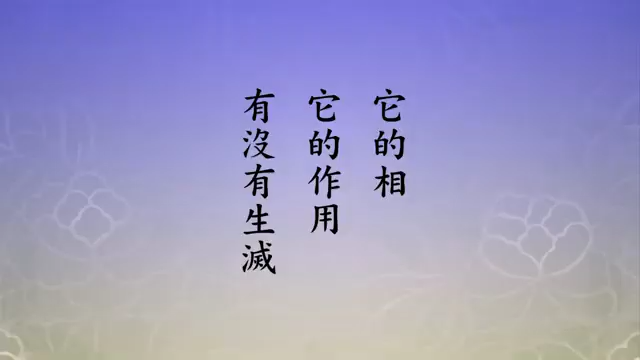 它的相
它的作用
有沒有生滅